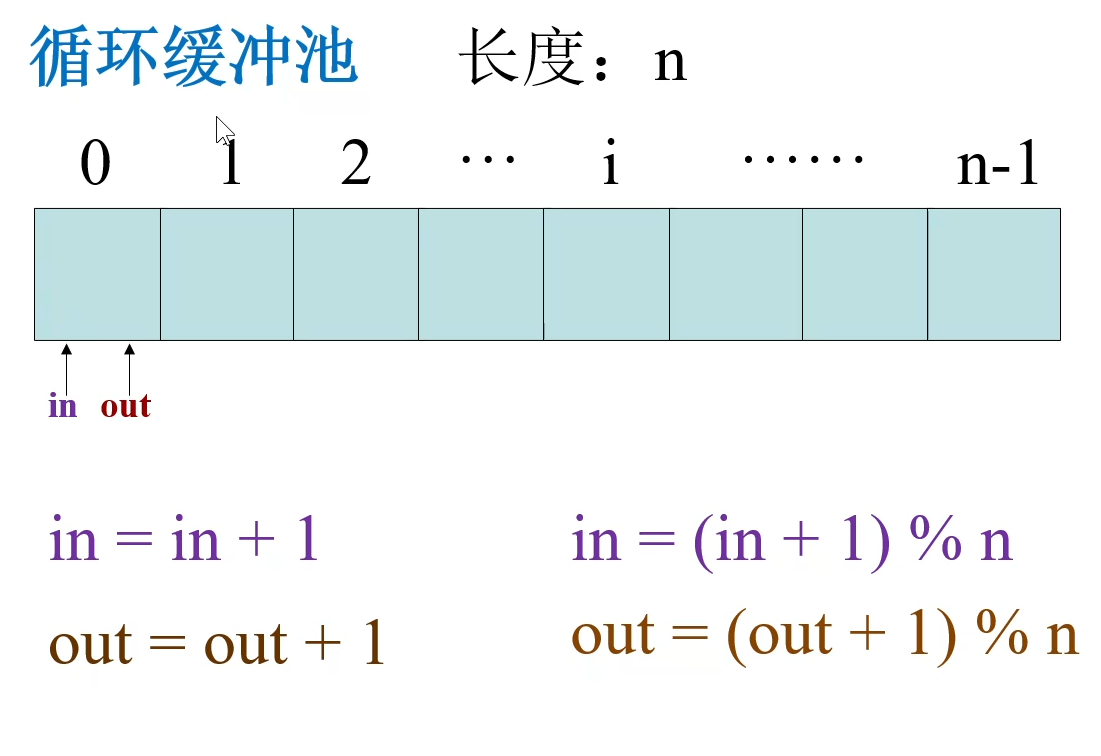 循环缓冲池 长度：n
0 1 2 … i …… n-1
in out
in = in + 1 in = (in + 1) % n
out = out + 1 out = (out + 1) % n